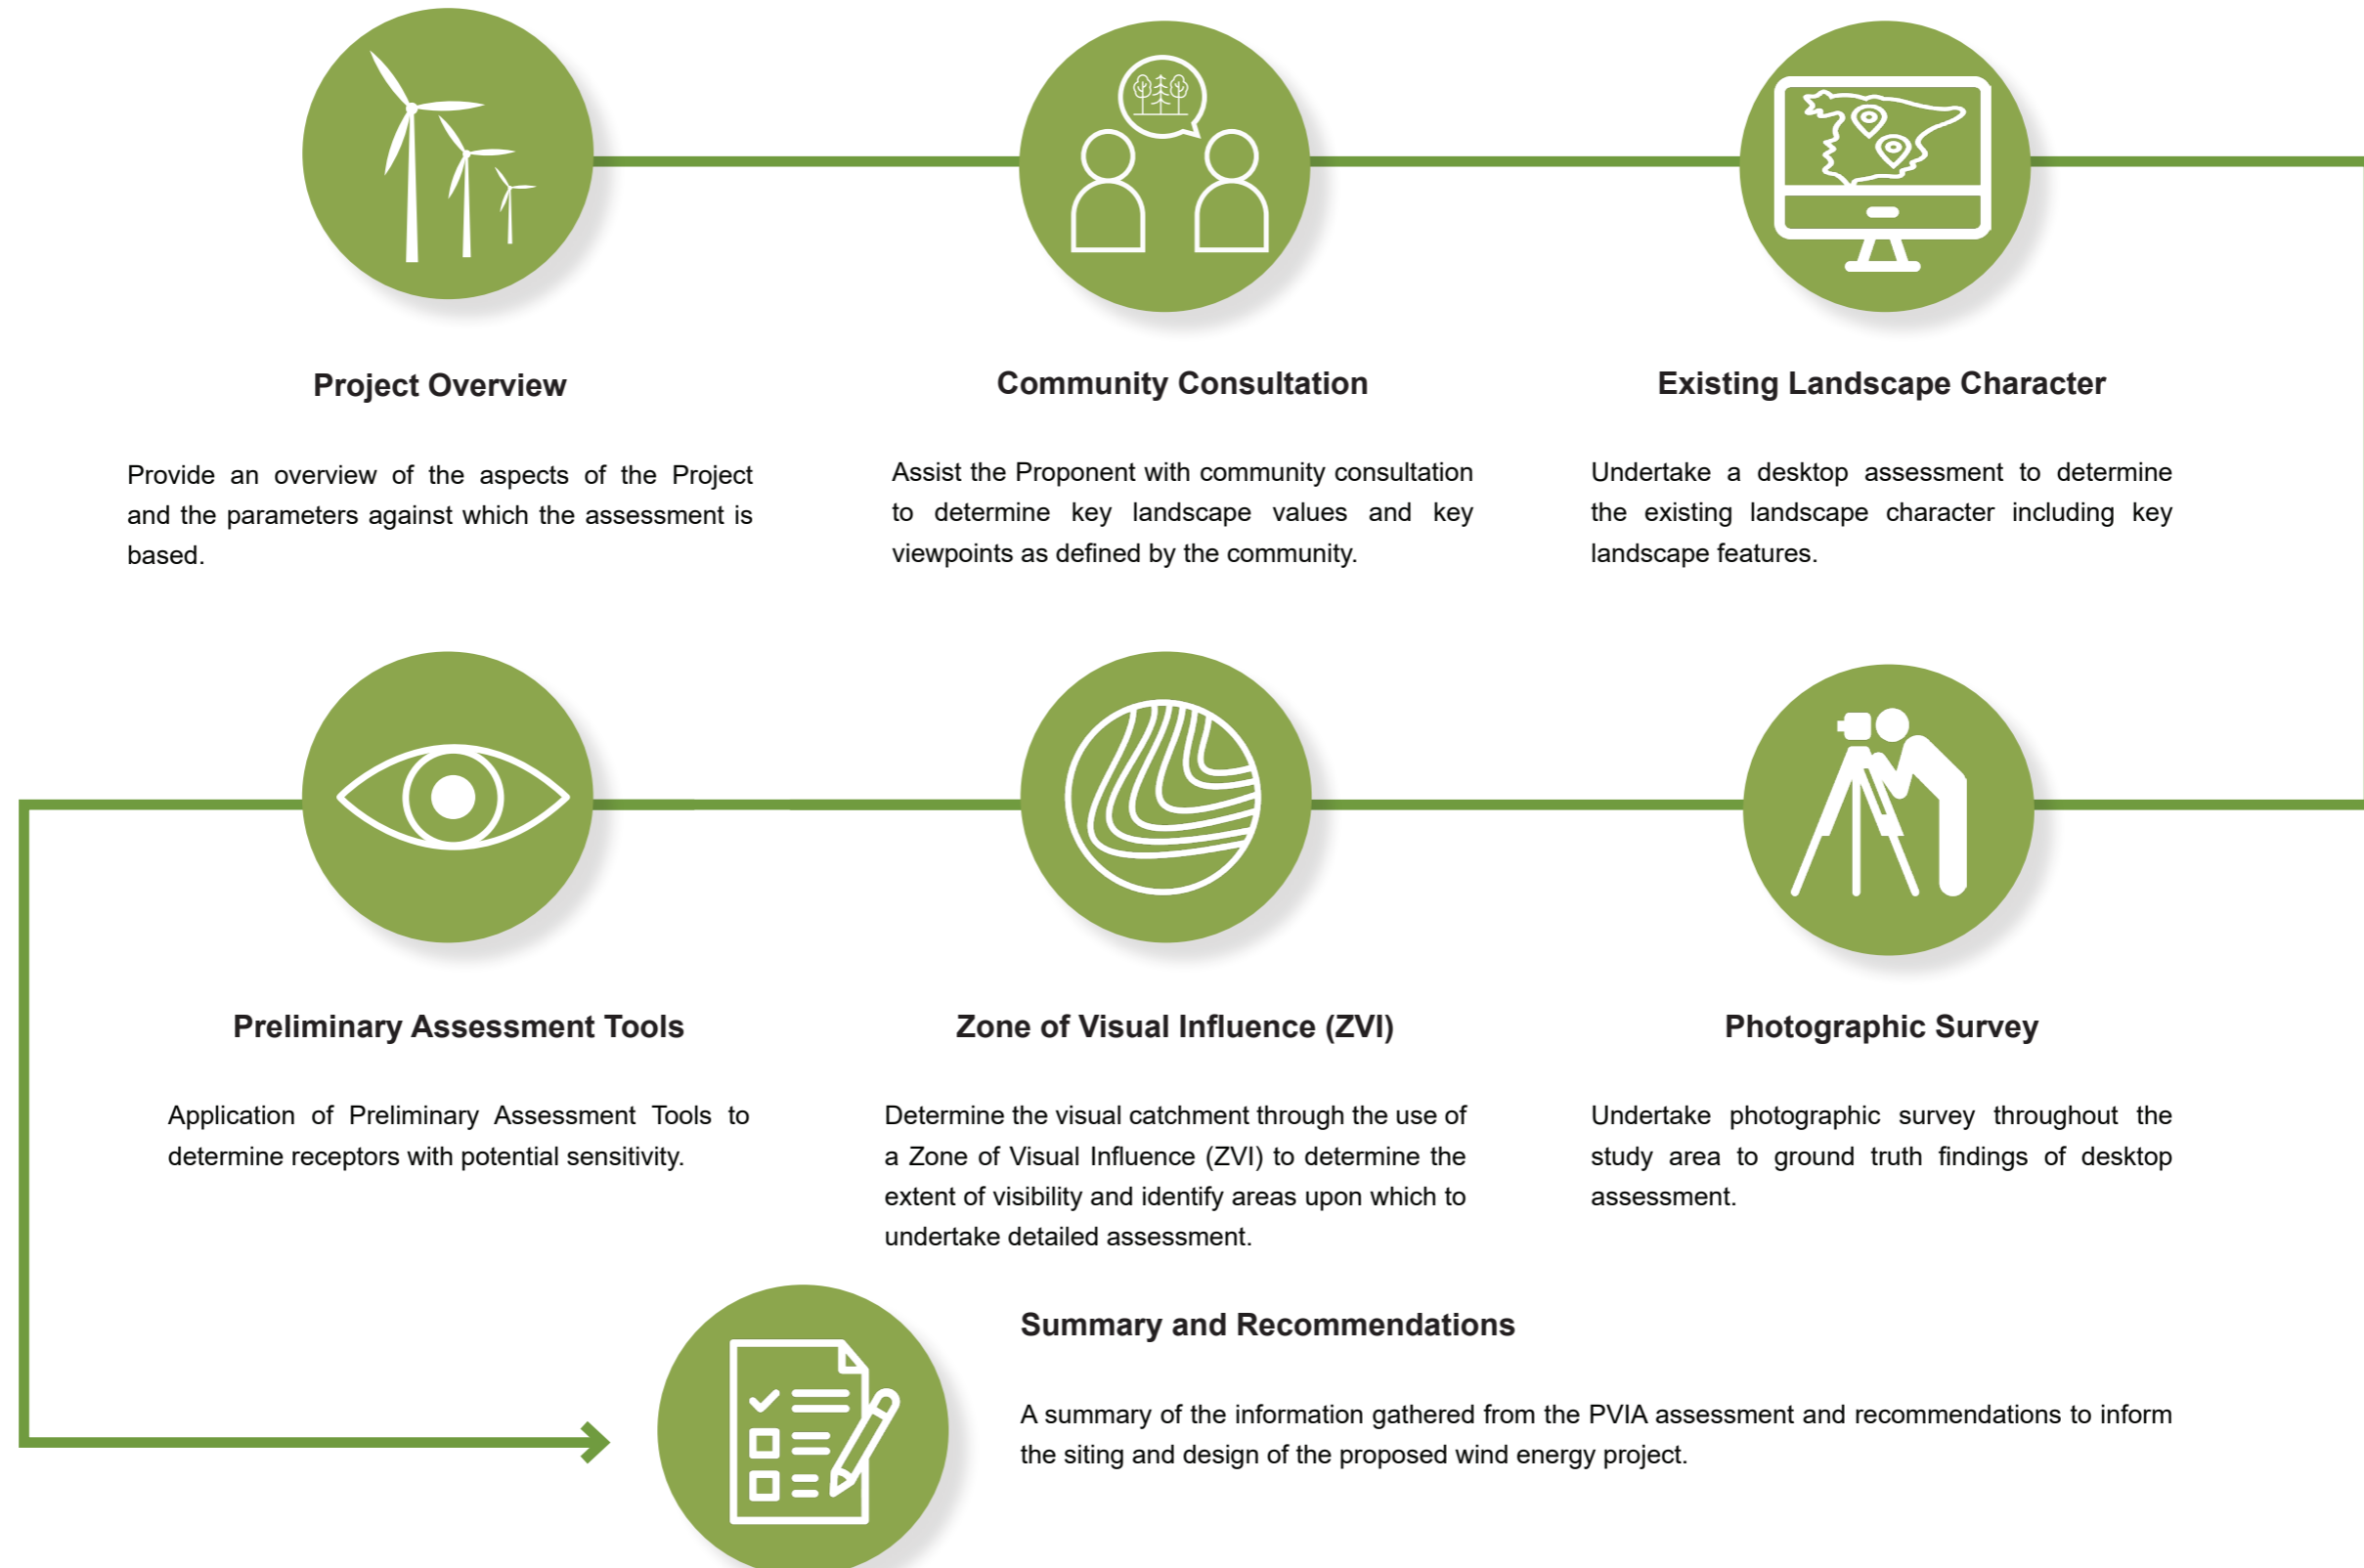 Project Overview
Provide an overview of the aspects of the Project
and the parameters against which the assessment is
based.
Community Consultation
Assist the Proponent with community consultation
to determine key landscape values and key
viewpoints as defined by the community.
Existing Landscape Character
Undertake a desktop assessment to determine
the existing landscape character including key
landscape features.
Preliminary Assessment Tools
Application of Preliminary Assessment Tools to
determine receptors with potential sensitivity.
Zone of Visual Influence (ZVI)
Determine the visual catchment through the use of
a Zone of Visual Influence (ZVI) to determine the
extent of visibility and identify areas upon which to
undertake detailed assessment.
Photographic Survey
Undertake photographic survey throughout the
study area to ground truth findings of desktop
assessment.
Summary and Recommendations
A summary of the information gathered from the PVIA assessment and recommendations to inform
the siting and design of the proposed wind energy project.